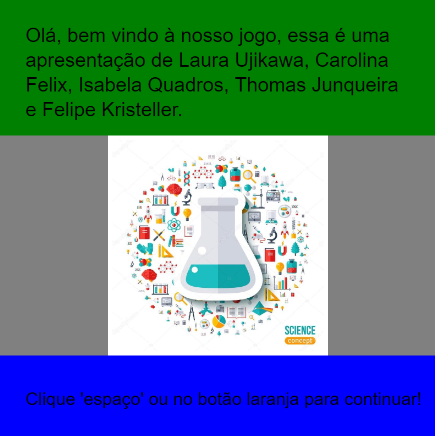 Olá, bem vindo à nosso jogo, essa é uma
apresentação de Laura Ujikawa, Carolina
Felix, Isabela Quadros, Thomas Junqueira
e Felipe Kristeller.
SCIENCE
concept
Clique 'espaço' ou no botão laranja para continuar!